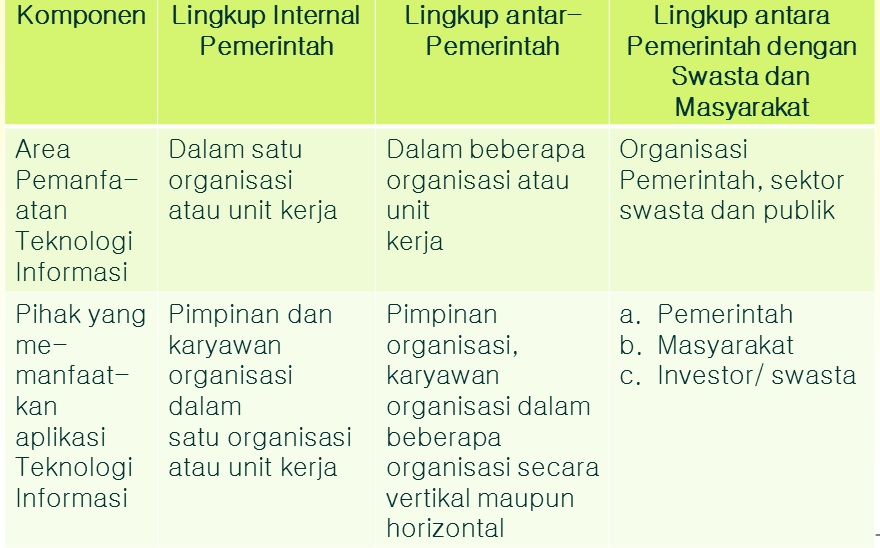 Komponen
Lingkup Internal
Pemerintah
Lingkup antar-
Pemerintah
Lingkup antara
Pemerintah dengan
Swasta dan
Masyarakat
Area
Pemanfa-
atan
Teknologi
Informasi
Dalam satu
organisasi
atau unit kerja
Dalam beberapa
organisasi atau
unit
kerja
Organisasi
Pemerintah, sektor
swasta dan publik
Pihak yang
me-
manfaat-
kan
aplikasi
Teknologi
Informasi
Pimpinan dan
karyawan
organisasi
dalam
satu organisasi
atau unit kerja
Pimpinan
organisasi,
karyawan
organisasi dalam
beberapa
organisasi secara
vertikal maupun
horizontal
a. Pemerintah
b. Masyarakat
c. Investor/ swasta